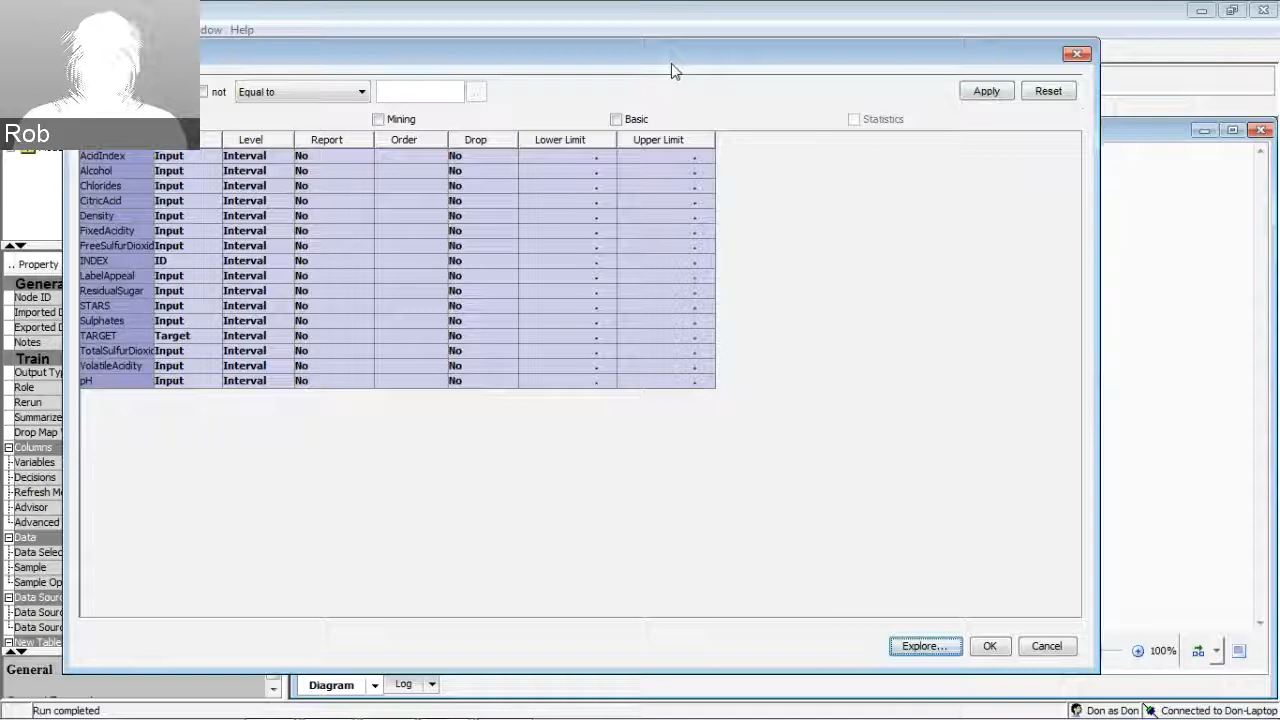 dow Help
Rob
not Equal to ... Apply Reset
Mining Basic Statistics
Level Report Order Drop Lower Limit Upper Limit
AcidIndex Input Interval No No . .
Alcohol Input Interval No No . .
Chlorides Input Interval No No . .
CitricAcid Input Interval No No . .
Density Input Interval No No . .
FixedAcidity Input Interval No No . .
FreeSulfurDioxid Input Interval No No . .
INDEX ID Interval No No . .
LabelAppeal Input Interval No No . .
ResidualSugar Input Interval No No . .
STARS Input Interval No No . .
Sulphates Input Interval No No . .
TARGET Target Interval No No . .
TotalSulfurDioxid Input Interval No No . .
VolatileAcidity Input Interval No No . .
pH Input Interval No No . .
.. Property
Genera
Node ID
Imported D
Exported D
Notes
Train
Output Typ
Role
Rerun
Summarize
Drop Map V
Columns
Variables
Decisions
Refresh Me
Advisor
Advanced
Data
Data Selec
Sample
Sample Op
Data Sourc
Data Sourc
Data Sourc
New Table
General
Explore... OK Cancel
100%
Diagram Log
Run completed Don as Don Connected to Don-Laptop